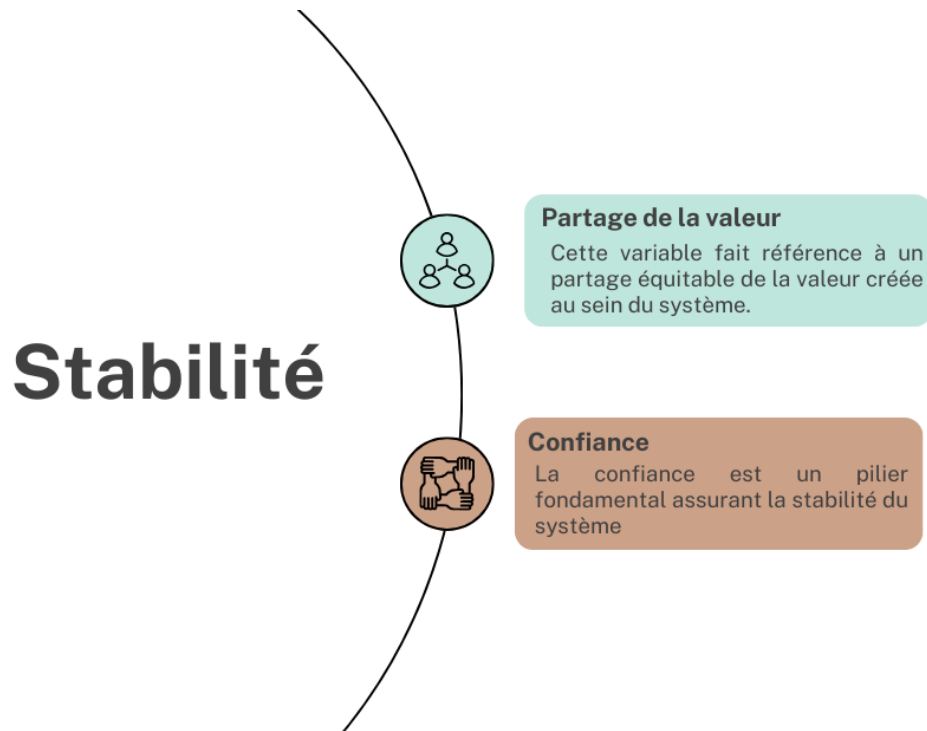 Stabilité
Partage de la valeur
Cette variable fait référence à un
partage équitable de la valeur créée
au sein du système.
Confiance
La confiance est un pilier
fondamental assurant la stabilité du
système